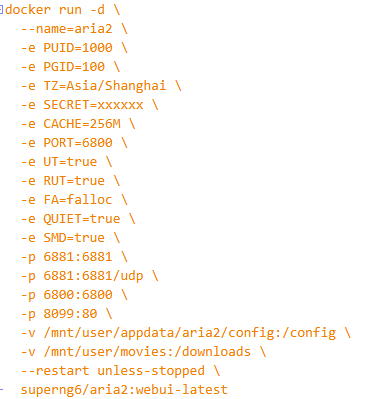 docker run -d \
--name=aria2 \
-e PUID=1000 \
-e PGID=100 \
-e TZ=Asia/Shanghai \
-e SECRET=xxxxxx \
-e CACHE=256M \
-e PORT=6800 \
-e UT=true \
-e RUT=true \
-e FA=falloc \
-e QUIET=true \
-e SMD=true \
-p 6881:6881 \
-p 6881:6881/udp \
-p 6800:6800 \
-p 8099:80 \
-v /mnt/user/appdata/aria2/config:/config \
-v /mnt/user/movies:/downloads \
--restart unless-stopped \
superng6/aria2:webui-latest